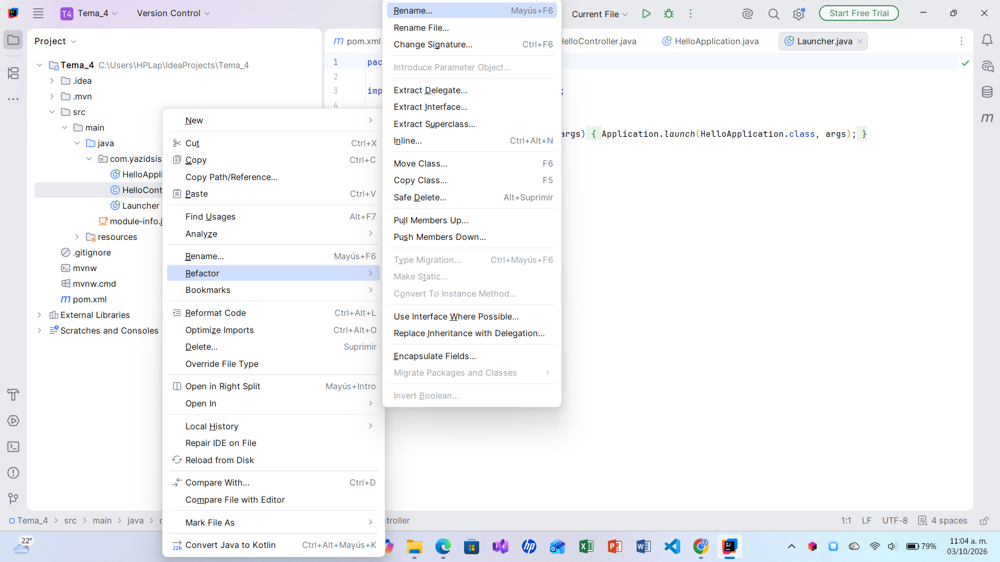 T4 Tema_4
Version Control
Current File
Start Free Trial
Project
Tema_4 C:\Users\HPLap\IdeaProjects\Tema_4
.idea
.mvn
src
main
java
com.yazidsis
HelloAppli
HelloCont
Launcher
module-info.j
resources
.gitignore
mvnw
mvnw.cmd
m pom.xml
External Libraries
Scratches and Consoles
New
Cut Ctrl+X
Copy Ctrl+C
Copy Path/Reference...
Paste Ctrl+V
Find Usages Alt+F7
Analyze
Rename... Mayús+F6
Refactor
Bookmarks
Reformat Code Ctrl+Alt+L
Optimize Imports Ctrl+Alt+O
Delete... Suprimir
Override File Type
Open in Right Split Mayús+Intro
Open In
Local History
Repair IDE on File
Reload from Disk
Compare With... Ctrl+D
Compare File with Editor
Mark File As
J2K Convert Java to Kotlin Ctrl+Alt+Mayús+K
Rename... Mayús+F6
Rename File...
Change Signature... Ctrl+F6
Introduce Parameter Object...
Extract Delegate...
Extract Interface...
Extract Superclass...
Inline... Ctrl+Alt+N
Move Class... F6
Copy Class... F5
Safe Delete... Alt+Suprimir
Pull Members Up...
Push Members Down...
Type Migration... Ctrl+Mayús+F6
Make Static...
Convert To Instance Method...
Use Interface Where Possible...
Replace Inheritance with Delegation...
Encapsulate Fields...
Migrate Packages and Classes
Invert Boolean...
m pom.xml
HelloController.java
HelloApplication.java
Launcher.java
1 pac
2
3 imp ;
4
args) { Application.launch(HelloApplication.class, args); }
m
Tema_4 > src > main > java > c
troller
1:1 LF UTF-8 4 spaces
22°
79%
11:04 a. m.
03/10/2026